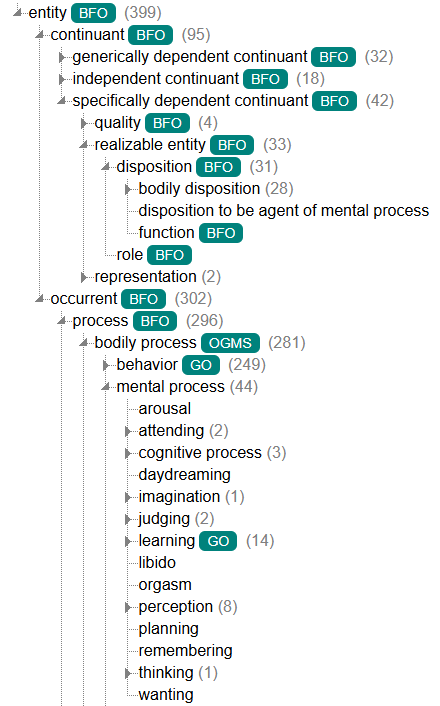 entity BFO (399)
continuant BFO (95)
generically dependent continuant BFO (32)
independent continuant BFO (18)
specifically dependent continuant BFO (42)
quality BFO (4)
realizable entity BFO (33)
disposition BFO (31)
bodily disposition (28)
disposition to be agent of mental process
function BFO
role BFO
representation (2)
occurrent BFO (302)
process BFO (296)
bodily process OGMS (281)
behavior GO (249)
mental process (44)
arousal
attending (2)
cognitive process (3)
daydreaming
imagination (1)
judging (2)
learning GO (14)
libido
orgasm
perception (8)
planning
remembering
thinking (1)
wanting